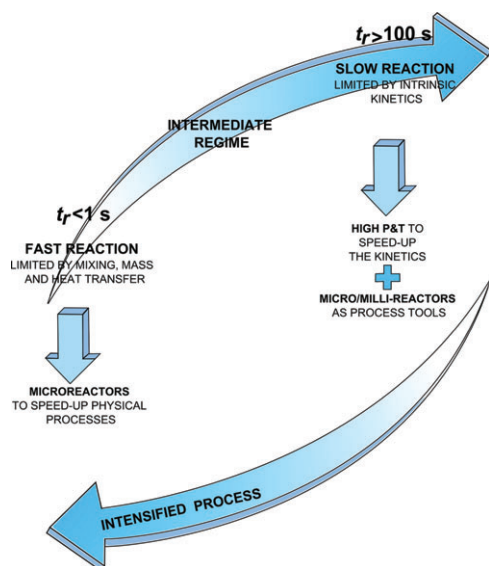 tr>100 s
SLOW REACTION
LIMITED BY INTRINSIC
KINETICS
INTERMEDIATE
REGIME
tr<1 s
FAST REACTION
LIMITED BY MIXING, MASS
AND HEAT TRANSFER
HIGH P&T TO
SPEED-UP
THE KINETICS
MICRO/MILLI-REACTORS
AS PROCESS TOOLS
MICROREACTORS
TO SPEED-UP PHYSICAL
PROCESSES
INTENSIFIED PROCESS